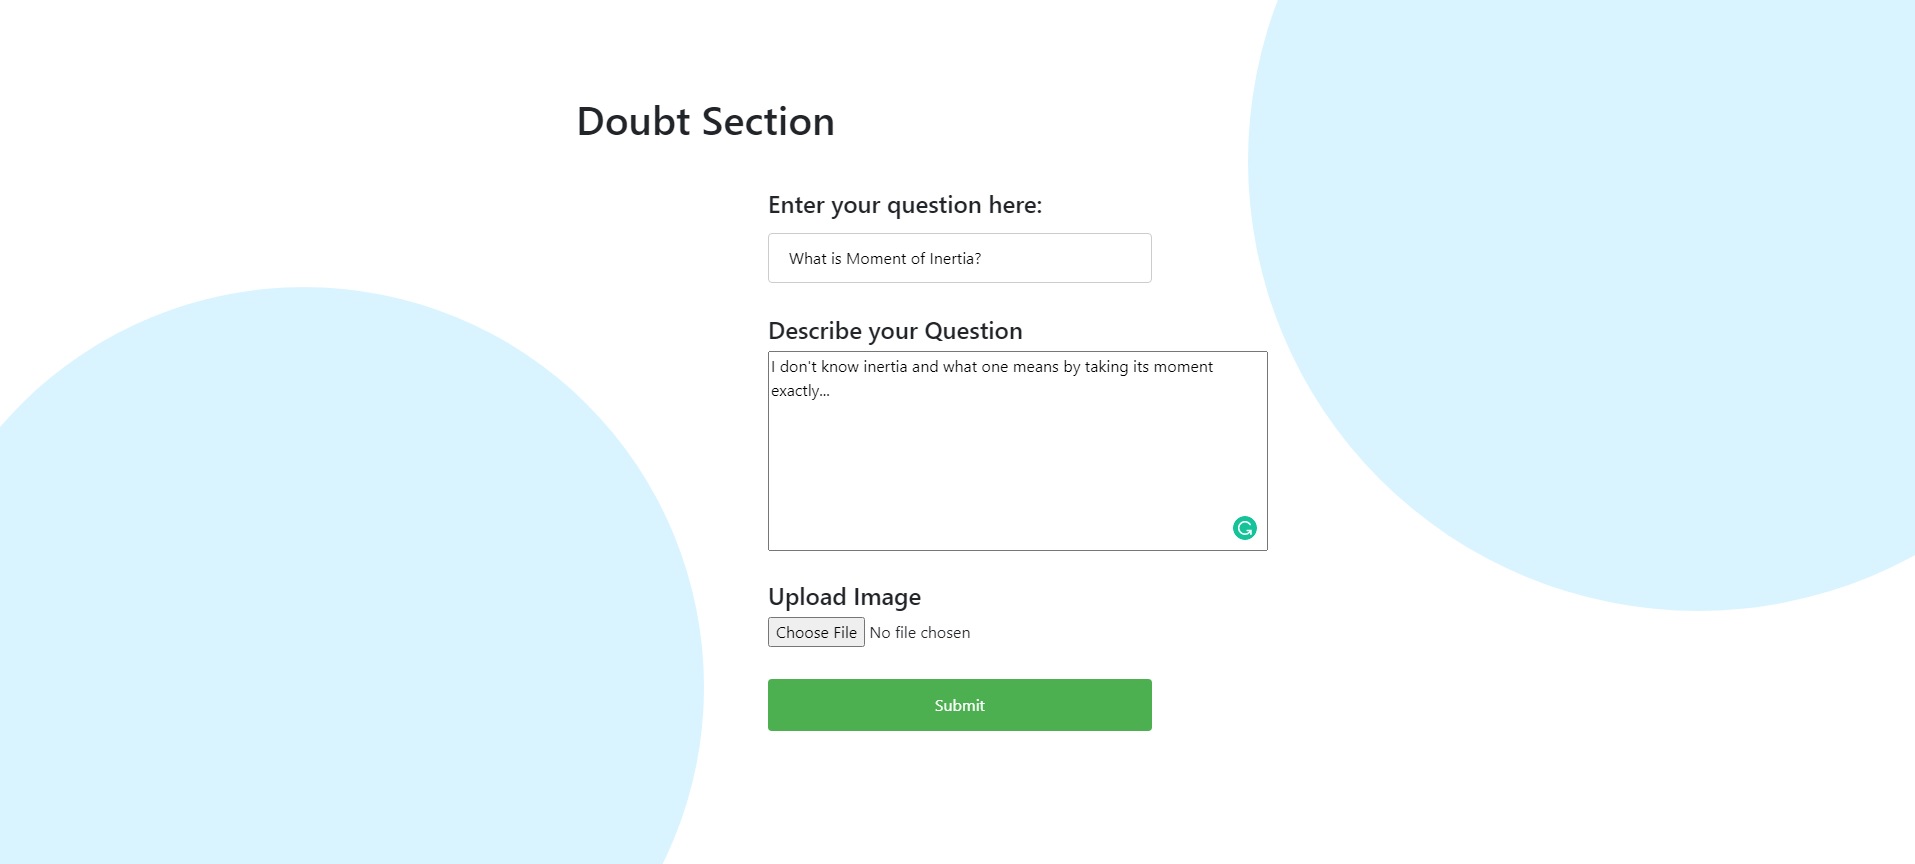 Doubt Section
Enter your question here:
What is Moment of Inertia?
Describe your Question
I don't know inertia and what one means by taking its moment
exactly...
Upload Image
Choose File No file chosen
Submit